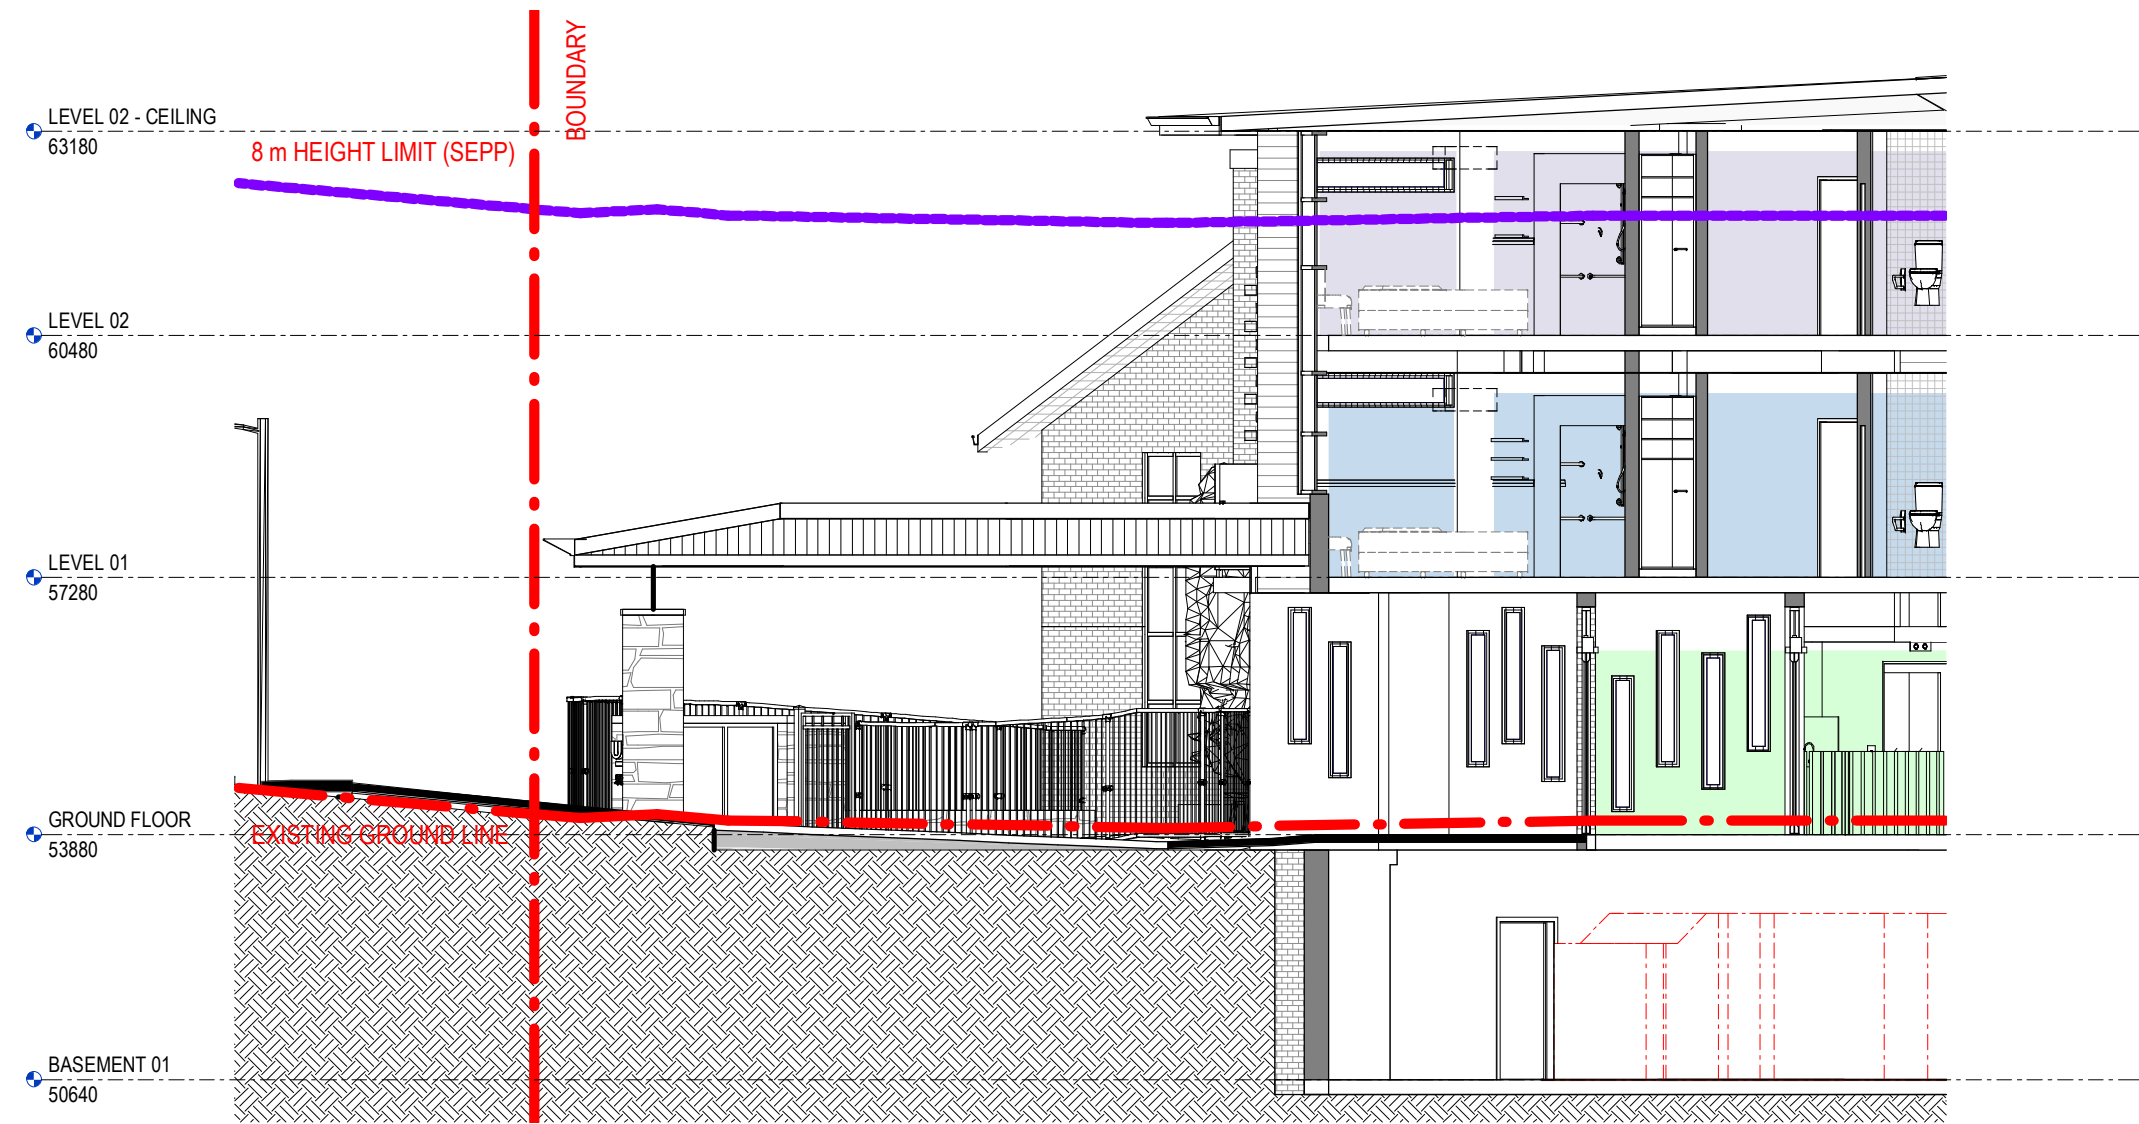 BOUNDARY
LEVEL 02 - CEILING
63180
8 m HEIGHT LIMIT (SEPP)
LEVEL 02
60480
LEVEL 01
57280
GROUND FLOOR
53880
EXISTING GROUND LINE
BASEMENT 01
50640